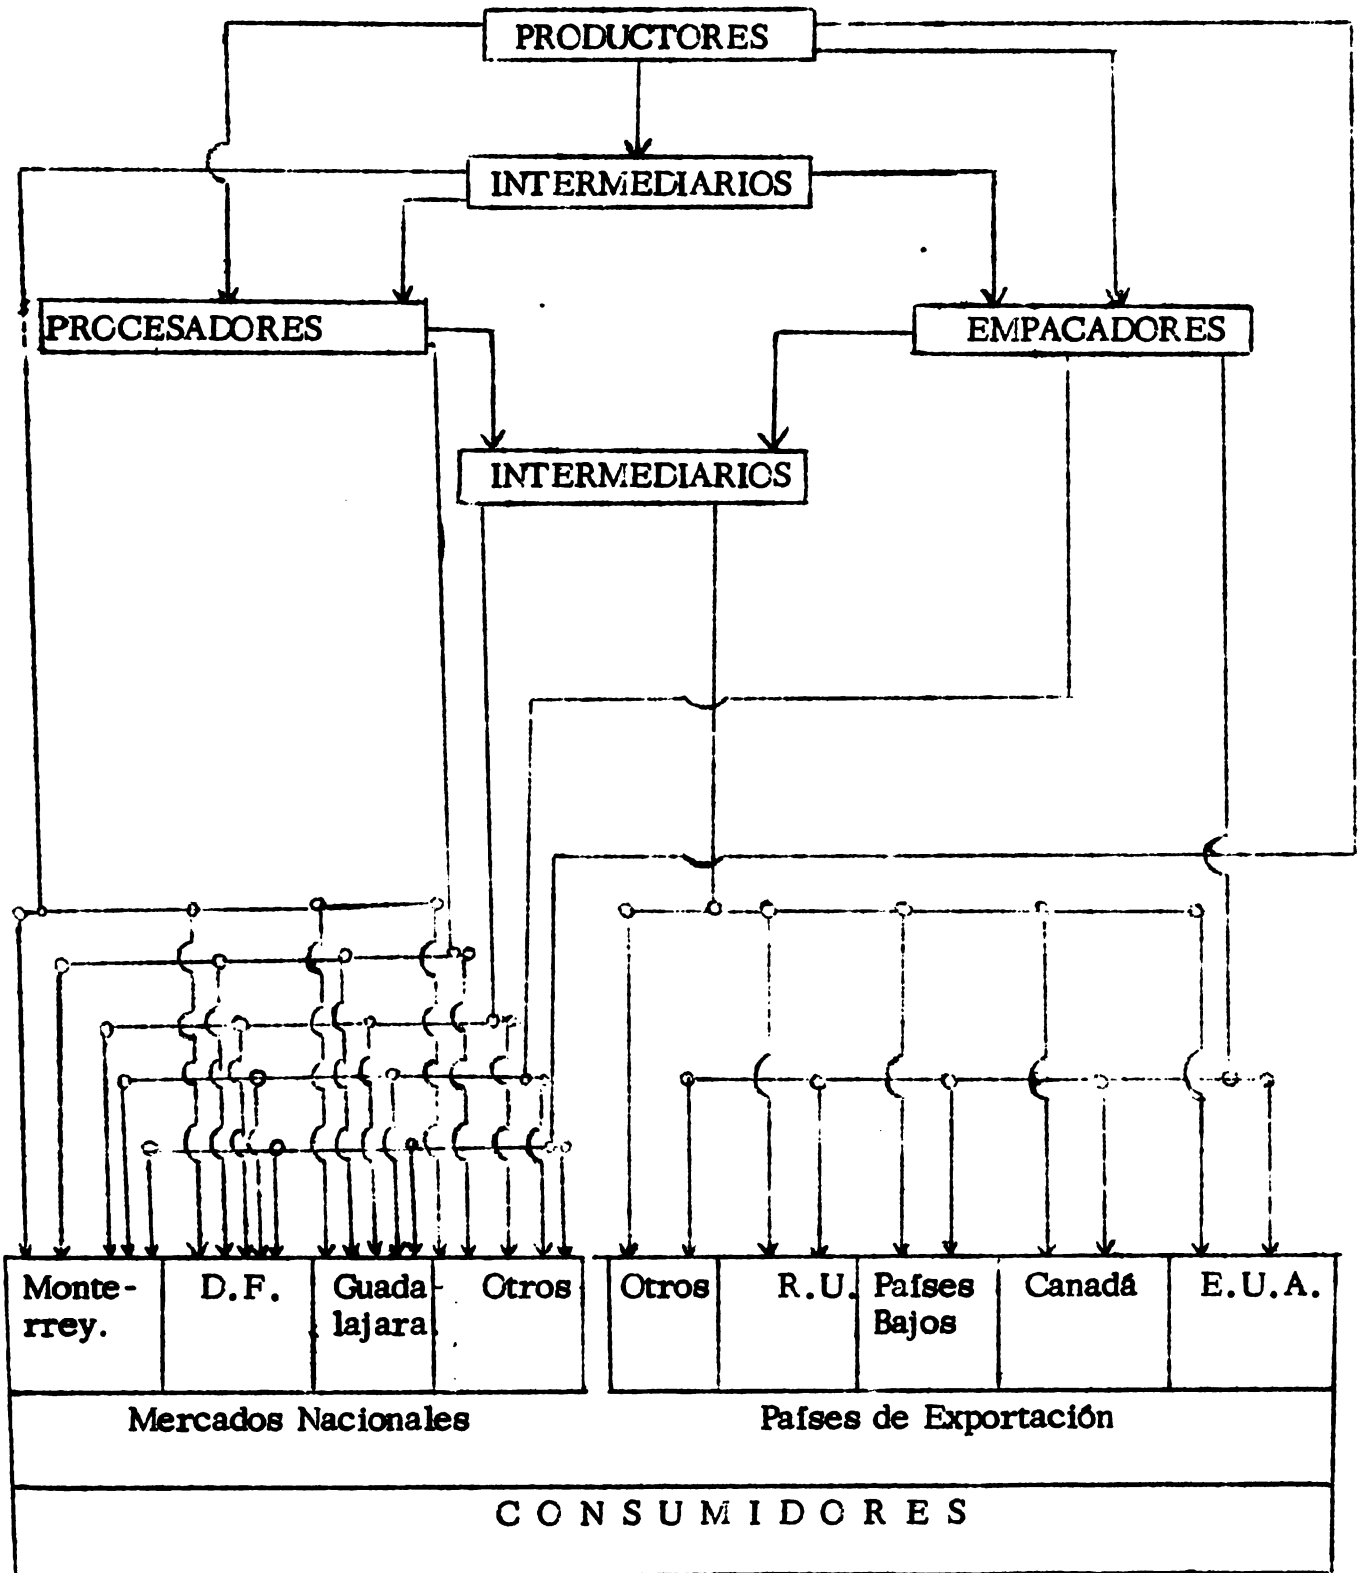 PRODUCTORES
INTERMEDIARIOS
PROCESADORES
EMPACADORES
INTERMEDIARIOS
Monte-
rrey.
D.F.
Guada-
lajara
Otros
Otros
R.U.
Países
Bajos
Canadá
E.U.A.
Mercados Nacionales
Países de Exportación
CONSUMIDORES